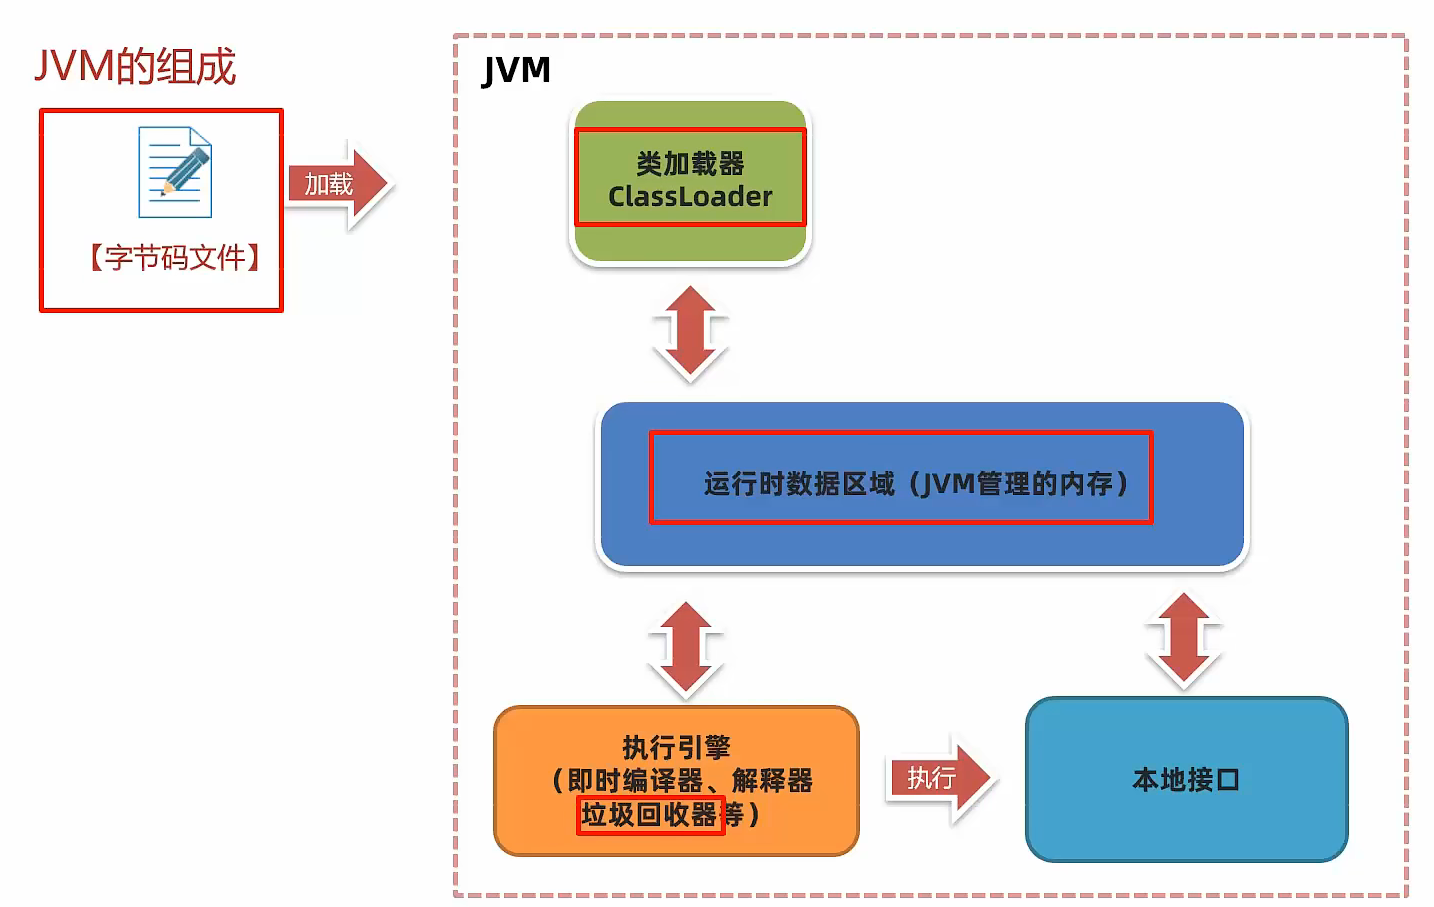 JVM的组成
JVM
加载
【字节码文件】
类加载器
ClassLoader
运行时数据区域（JVM管理的内存）
执行引擎
（即时编译器、解释器
垃圾回收器等）
执行
本地接口